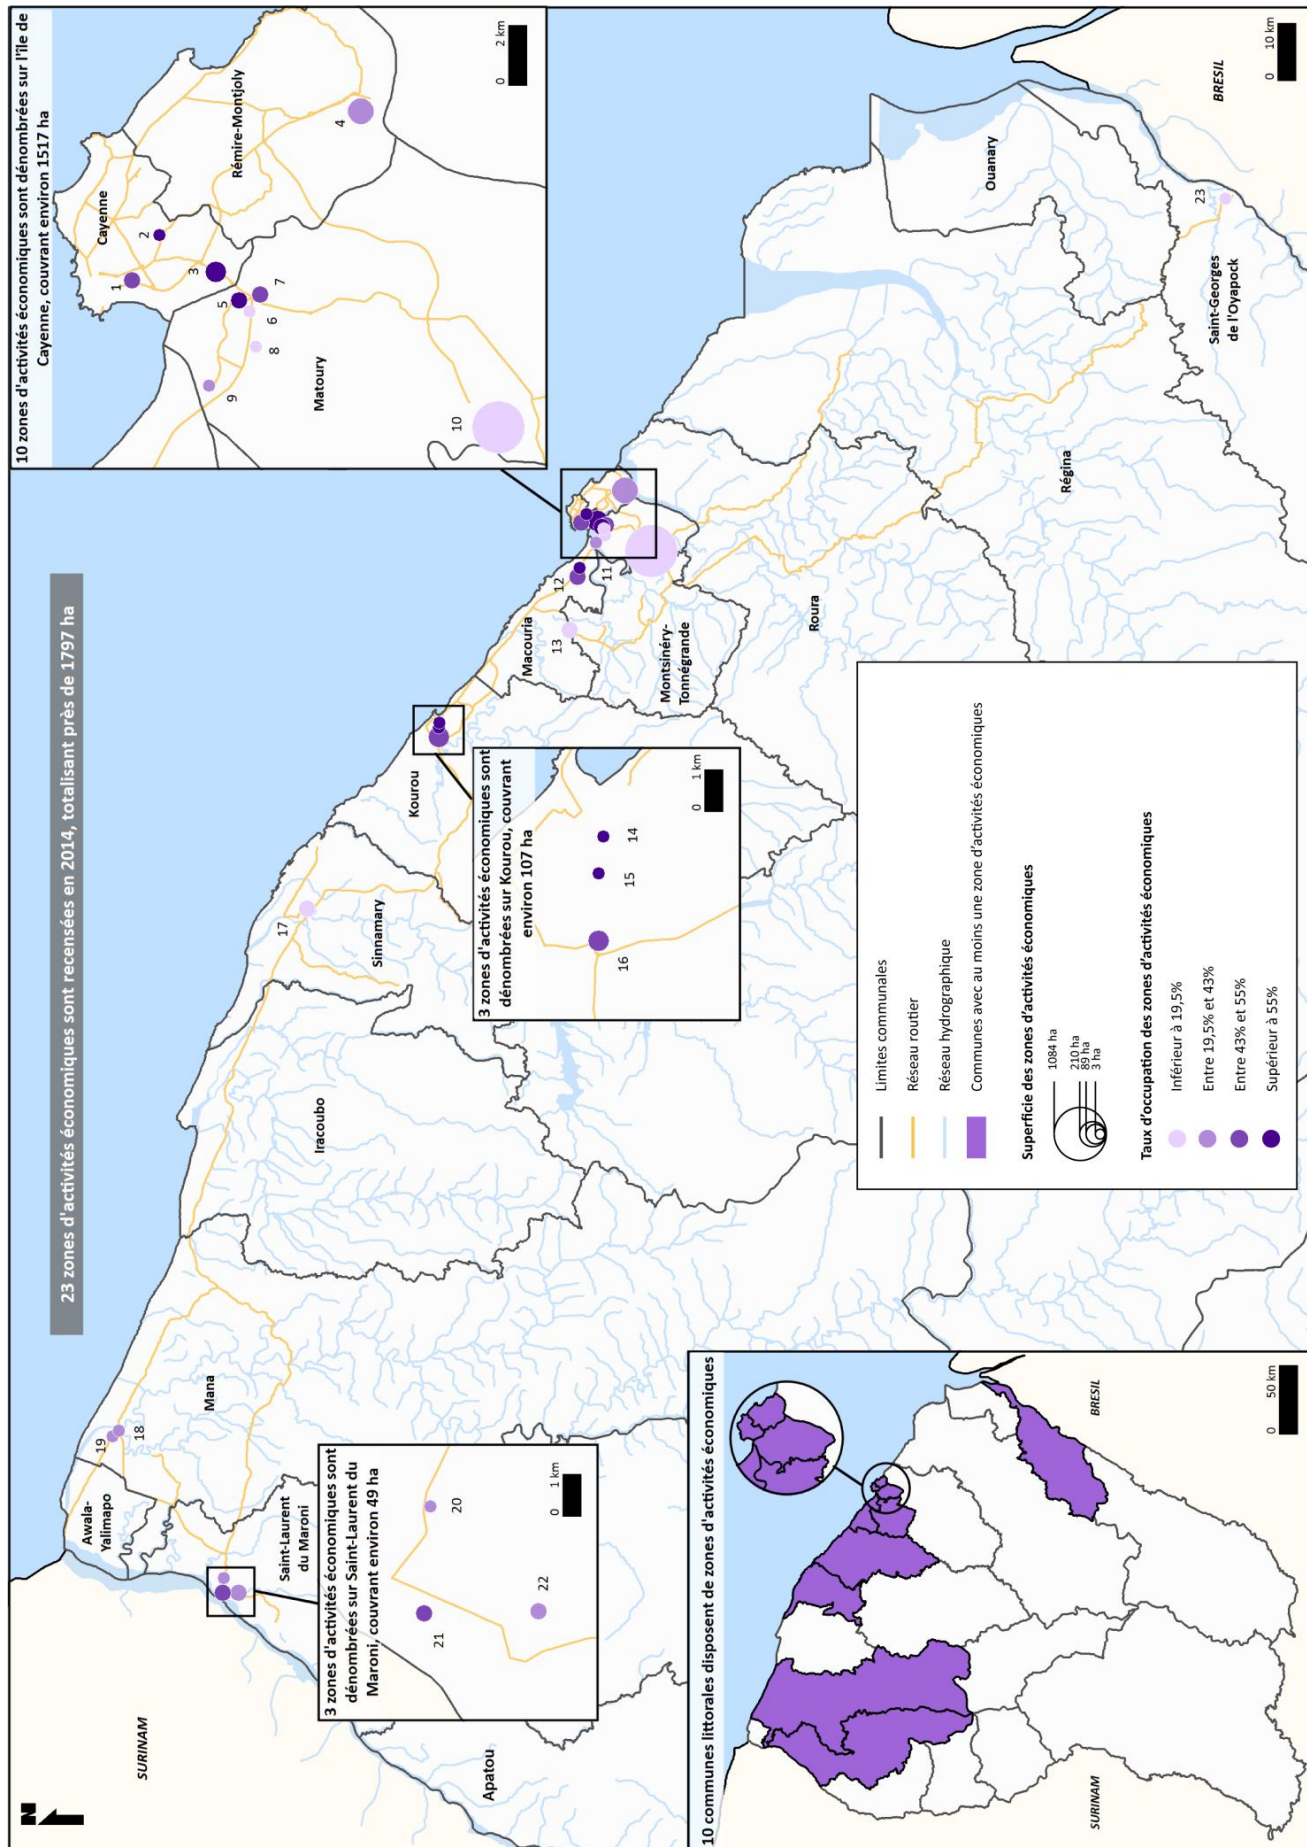 23 zones d'activités économiques sont recensées en 2014, totalisant près de 1797 ha
N
SURINAM
Awala-
Yalimapo
19
18
Mana
Saint-Laurent
du Maroni
Apatou
Iracoubo
17
Sinnamary
Kourou
Macouria
12
11
13
Montsinéry-
Tonnégrande
Roura
Régina
Ouanary
Saint-Georges
de l'Oyapock
23
BRESIL
0 10 km
10 zones d'activités économiques sont dénombrées sur l'île de
Cayenne, couvrant environ 1517 ha
Cayenne
Rémire-Montjoly
Matoury
1
2
3
4
5
6
7
8
9
10
0 2 km
3 zones d'activités économiques sont
dénombrées sur Kourou, couvrant
environ 107 ha
16
15
14
0 1 km
3 zones d'activités économiques sont
dénombrées sur Saint-Laurent du
Maroni, couvrant environ 49 ha
21
20
22
0 1 km
10 communes littorales disposent de zones d'activités économiques
SURINAM
BRESIL
0 50 km
Limites communales
Réseau routier
Réseau hydrographique
Communes avec au moins une zone d'activités économiques
Superficie des zones d'activités économiques
1084 ha
210 ha
89 ha
3 ha
Taux d'occupation des zones d'activités économiques
Inférieur à 19,5%
Entre 19,5% et 43%
Entre 43% et 55%
Supérieur à 55%